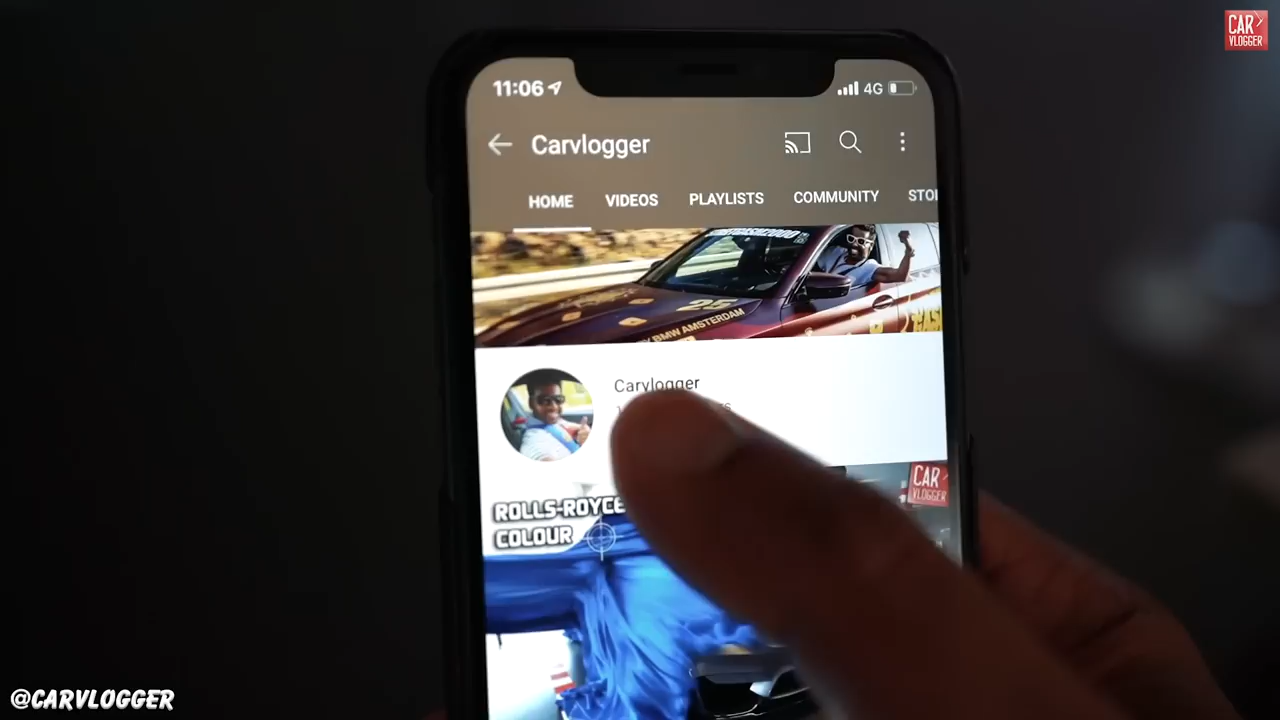 CAR
VLOGGER
11:06
4G
Carvlogger
HOME VIDEOS PLAYLISTS COMMUNITY
25
BMW AMSTERDAM
Carvlogger
CAR
VLOGGER
ROLLS-ROYCE
COLOUR
@CARVLOGGER